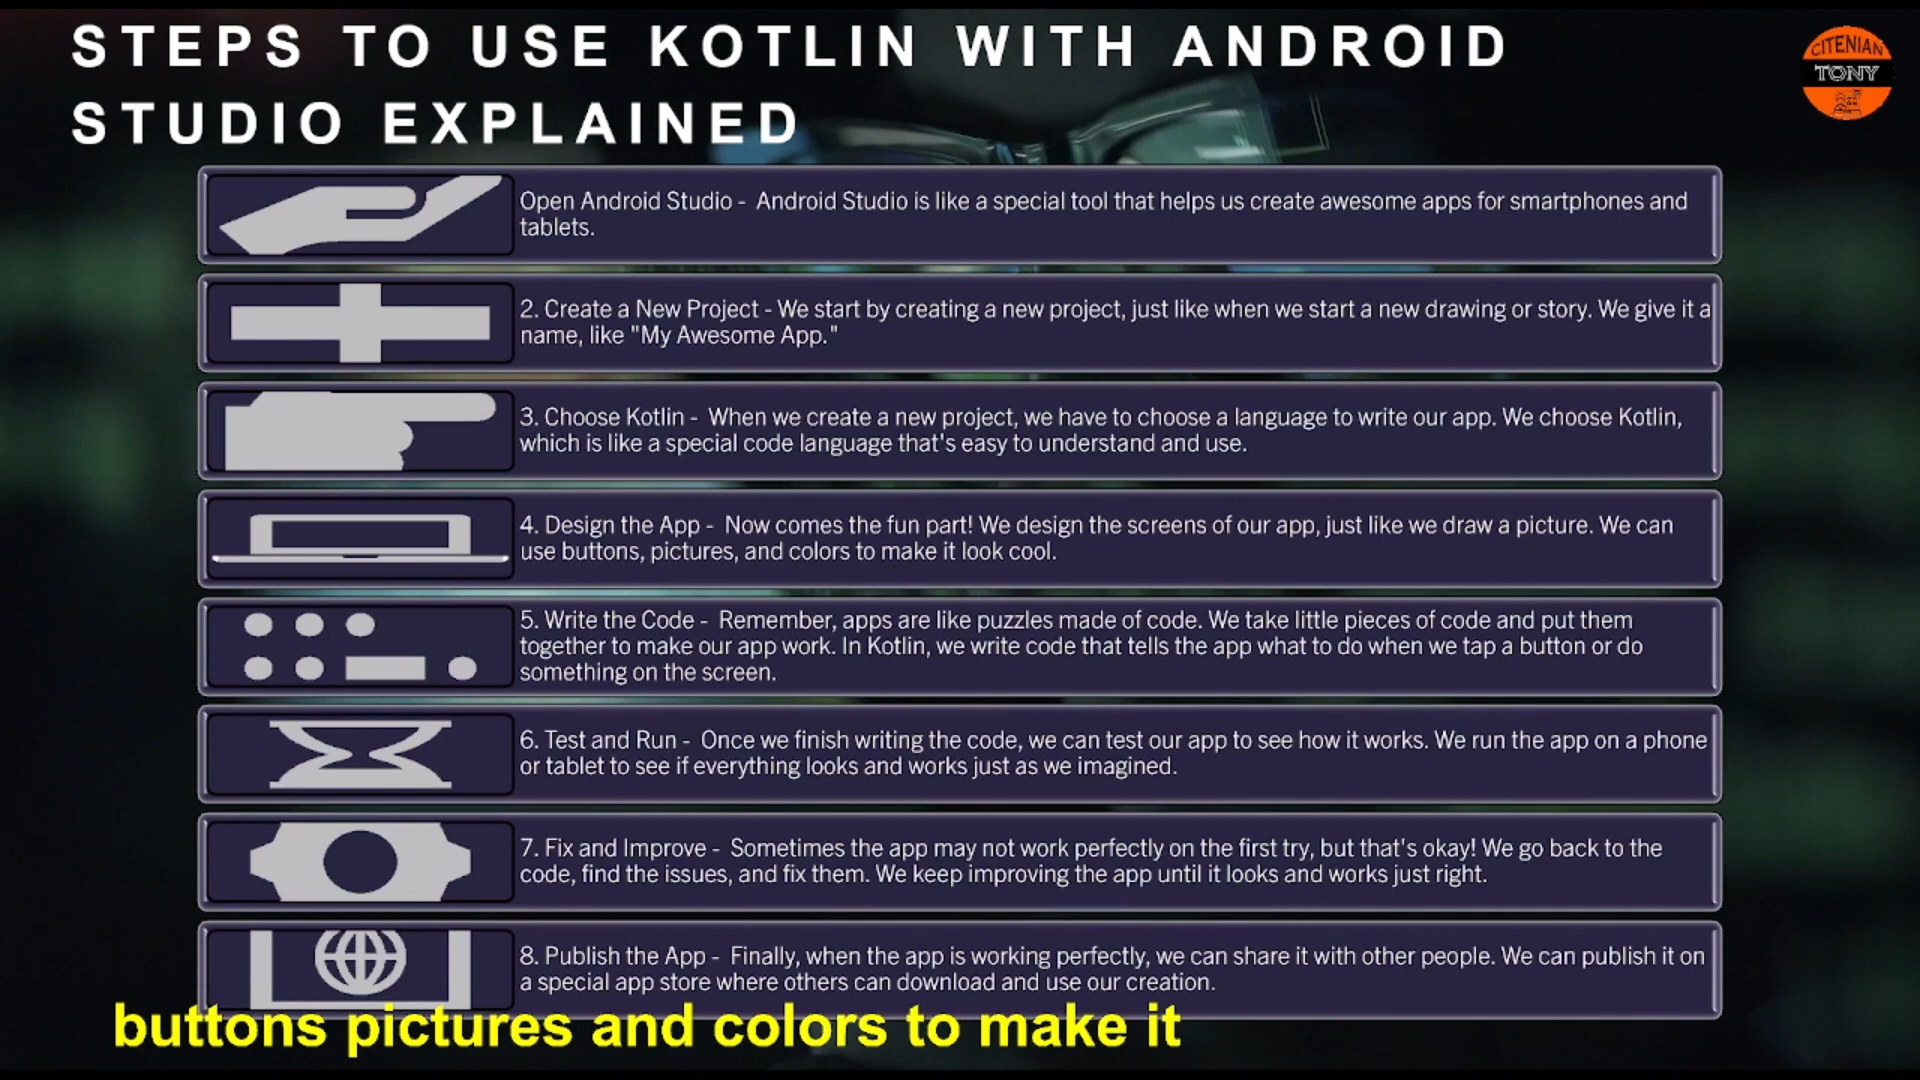 STEPS TO USE KOTLIN WITH ANDROID
STUDIO EXPLAINED
CITENIAN
TONY
Open Android Studio - Android Studio is like a special tool that helps us create awesome apps for smartphones and
tablets.
2. Create a New Project - We start by creating a new project, just like when we start a new drawing or story. We give it a
name, like "My Awesome App."
3. Choose Kotlin - When we create a new project, we have to choose a language to write our app. We choose Kotlin,
which is like a special code language that's easy to understand and use.
4. Design the App - Now comes the fun part! We design the screens of our app, just like we draw a picture. We can
use buttons, pictures, and colors to make it look cool.
5. Write the Code - Remember, apps are like puzzles made of code. We take little pieces of code and put them
together to make our app work. In Kotlin, we write code that tells the app what to do when we tap a button or do
something on the screen.
6. Test and Run - Once we finish writing the code, we can test our app to see how it works. We run the app on a phone
or tablet to see if everything looks and works just as we imagined.
7. Fix and Improve - Sometimes the app may not work perfectly on the first try, but that's okay! We go back to the
code, find the issues, and fix them. We keep improving the app until it looks and works just right.
8. Publish the App - Finally, when the app is working perfectly, we can share it with other people. We can publish it on
a special app store where others can download and use our creation.
buttons pictures and colors to make it